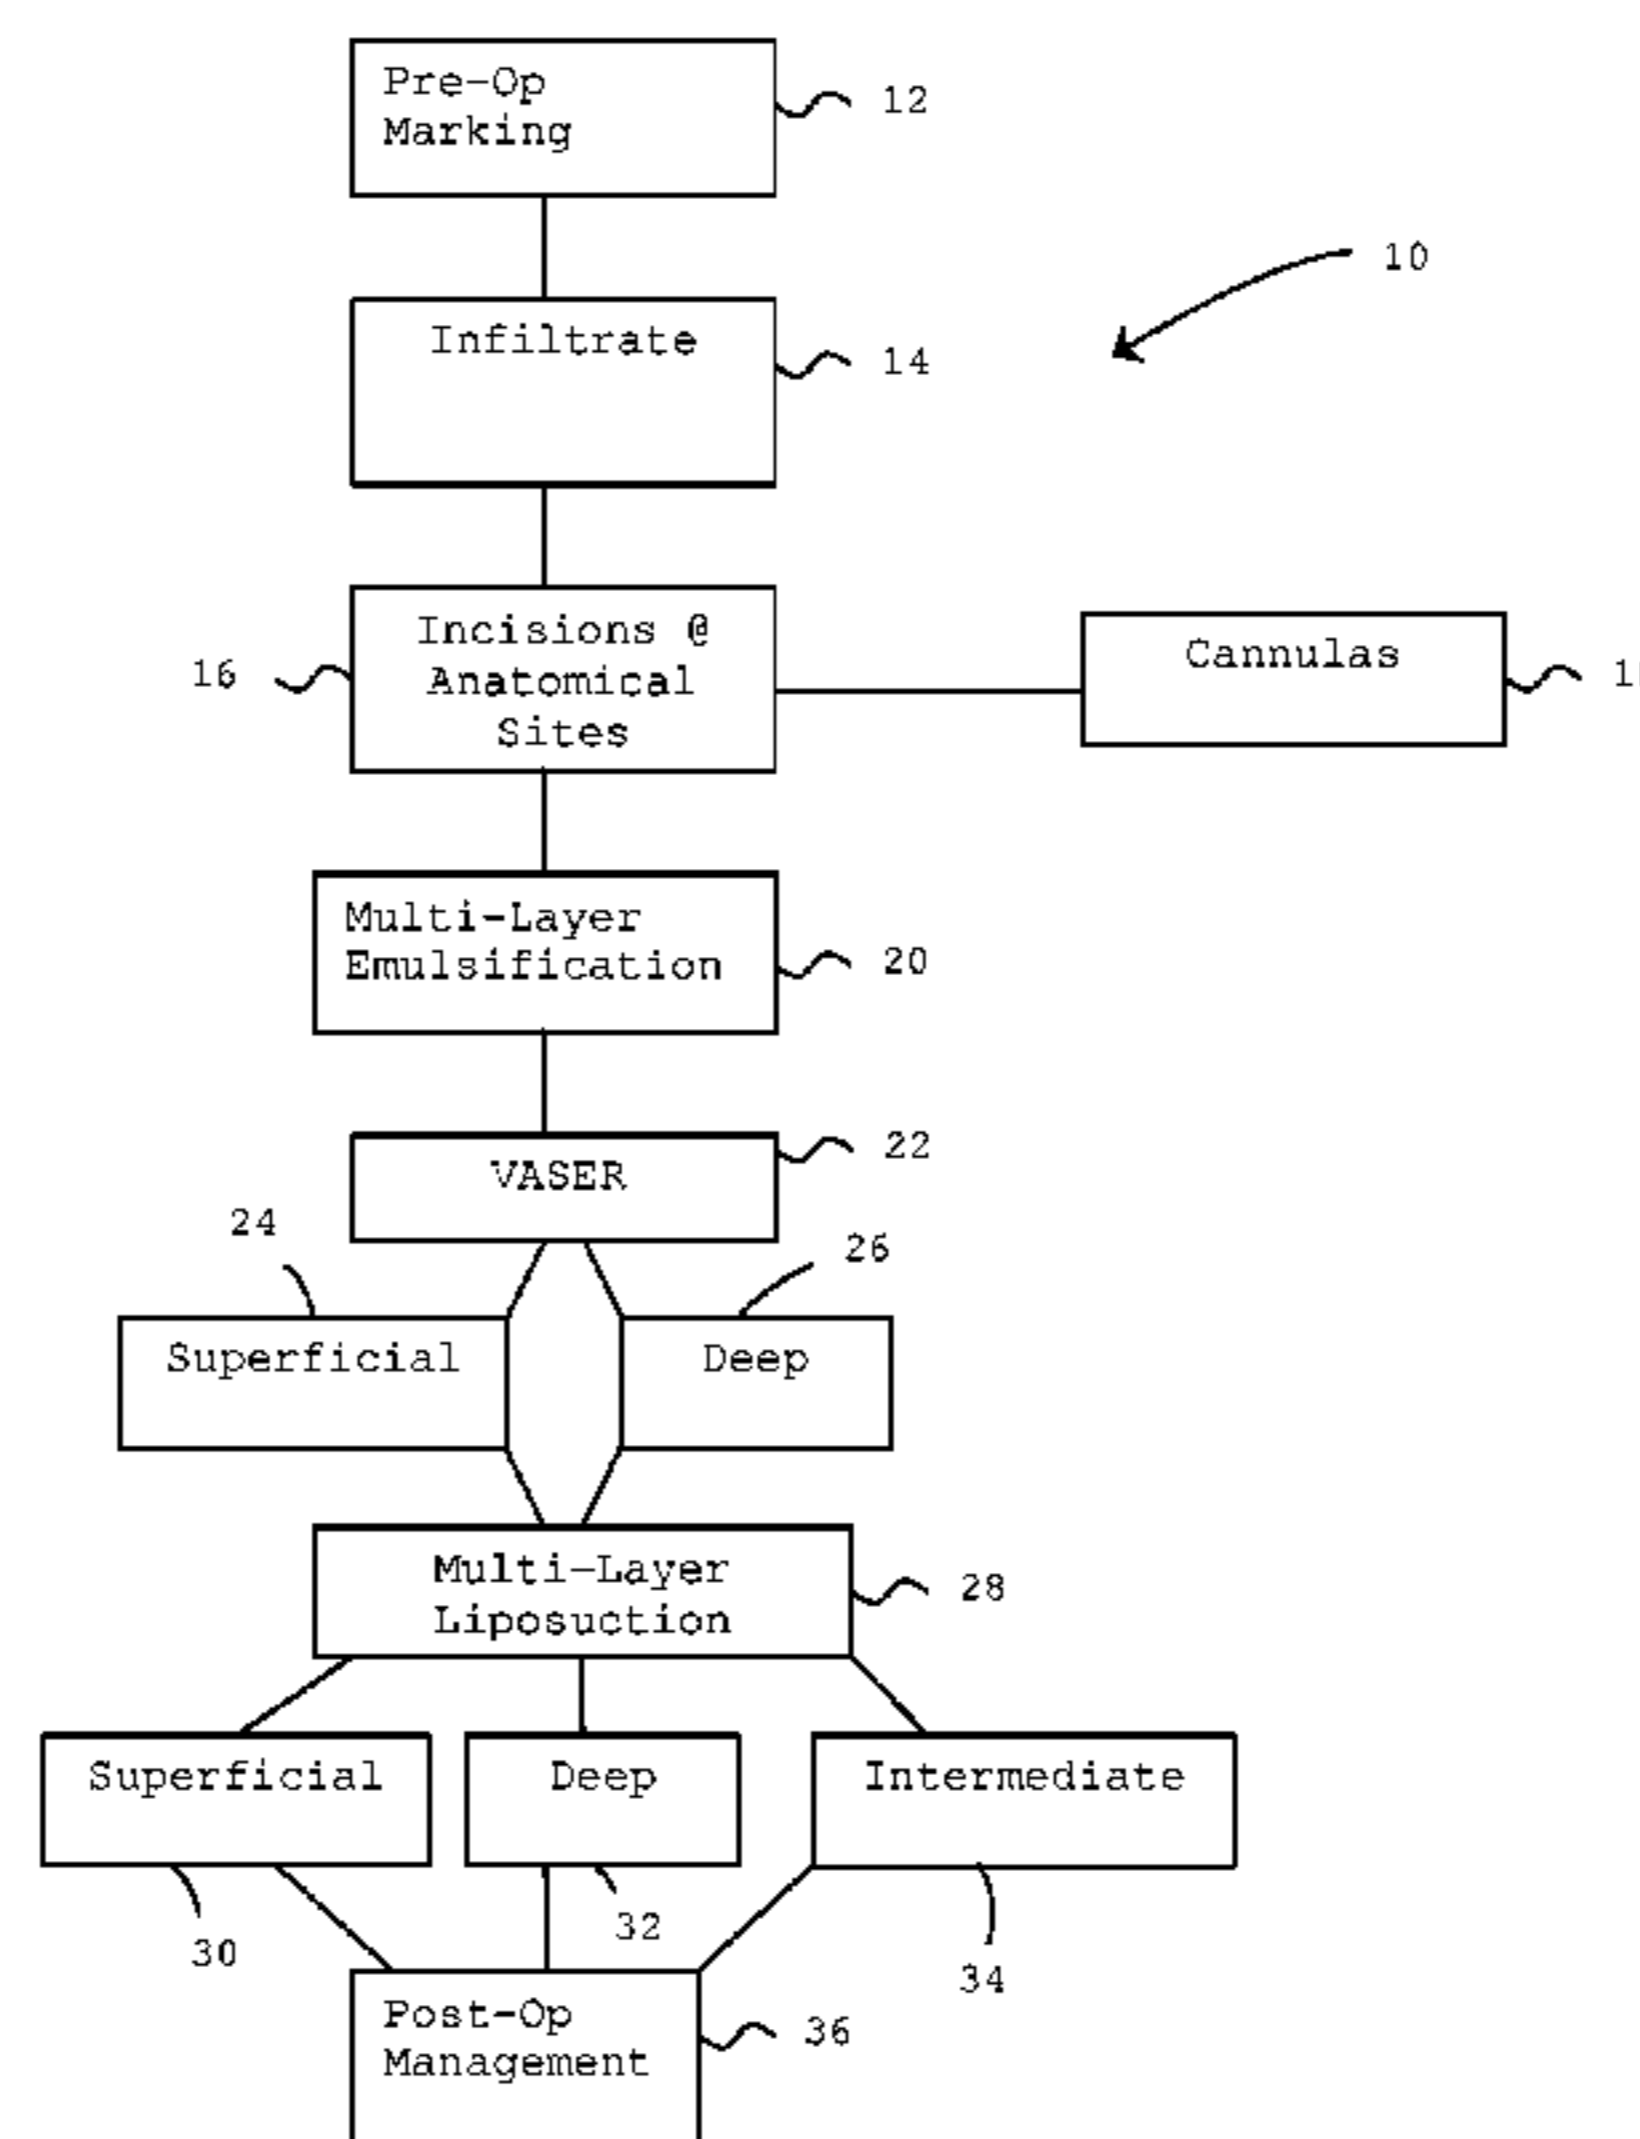 Pre-Op
Marking
12
10
Infiltrate
14
Incisions @
Anatomical
Sites
16
Cannulas
Multi-Layer
Emulsification
20
VASER
22
24
26
Superficial
Deep
Multi-Layer
Liposuction
28
Superficial
Deep
Intermediate
30
32
34
Post-Op
Management
36